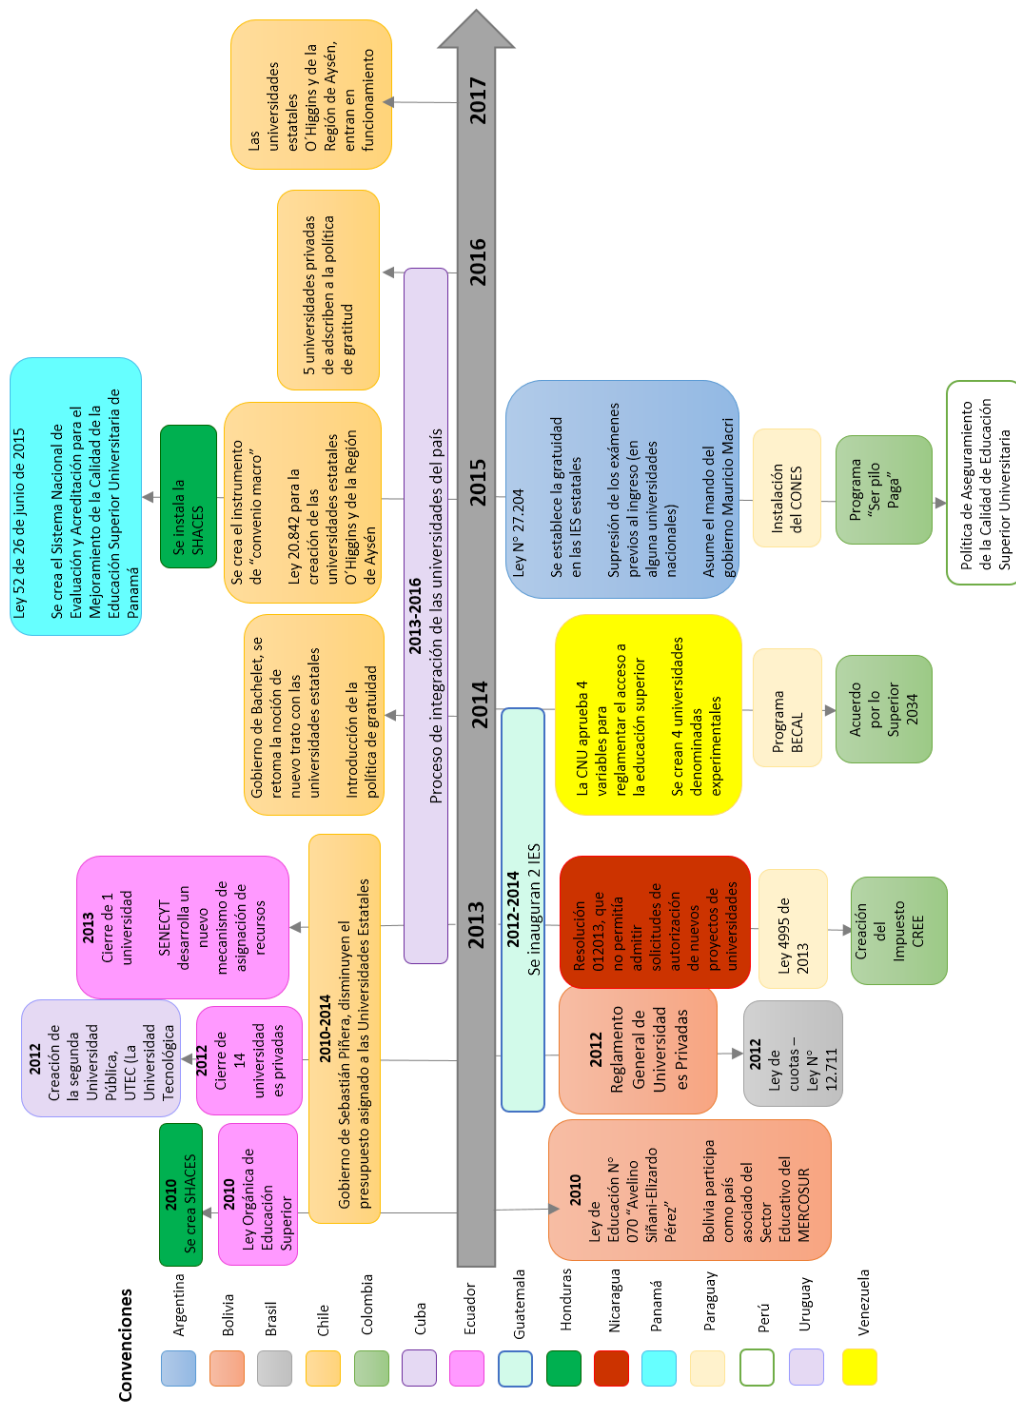 Convenciones
Argentina
Bolivia
Brasil
Chile
Colombia
Cuba
Ecuador
Guatemala
Honduras
Nicaragua
Panamá
Paraguay
Perú
Uruguay
Venezuela
2010
Se crea SHACES
2010
Ley Orgánica de
Educación
Superior
2012
Creación de
la segunda
Universidad
Pública,
UTEC (La
Universidad
Tecnológica
2012
Cierre de
14
universidad
es privadas
2010-2014
Gobierno de Sebastián Piñera, disminuyen el
presupuesto asignado a las Universidades Estatales
2013
Cierre de 1
universidad
SENECYT
desarrolla un
nuevo
mecanismo de
asignación de
recursos
Gobierno de Bachelet, se
retoma la noción de
nuevo trato con las
universidades estatales
Introducción de la
política de gratuidad
Ley 52 de 26 de junio de 2015
Se crea el Sistema Nacional de
Evaluación y Acreditación para el
Mejoramiento de la Calidad de la
Educación Superior Universitaria de
Panamá
Se instala la
SHACES
Se crea el instrumento
de “convenio macro”
Ley 20.842 para la
creación de las
universidades estatales
O´Higgins y de la Región
de Aysén
5 universidades privadas
de adscriben a la política
de gratitud
Las
universidades
estatales
O´Higgins y de la
Región de Aysén,
entran en
funcionamiento
2013-2016
Proceso de integración de las universidades del país
2013
2014
2015
2016
2017
2012-2014
Se inauguran 2 IES
2010
Ley de
Educación N°
070 “Avelino
Siñani-Elizardo
Pérez”
Bolivia participa
como país
asociado del
Sector
Educativo del
MERCOSUR
2012
Reglamento
General de
Universidad
es Privadas
2012
Ley de
cuotas –
Ley N°
12.711
Resolución
012013, que
no permitía
admitir
solicitudes de
autorización
de nuevos
proyectos de
universidades
Ley 4995 de
2013
Creación
del
Impuesto
CREE
La CNU aprueba 4
variables para
reglamentar el acceso a
la educación superior
Se crean 4 universidades
denominadas
experimentales
Programa
BECAL
Acuerdo
por lo
Superior
2034
Ley N° 27.204
Se establece la gratuidad
en las IES estatales
Supresión de los exámenes
previos al ingreso (en
alguna universidades
nacionales)
Asume el mando del
gobierno Mauricio Macri
Instalación
del CONES
Programa
“Ser pilo
Paga”
Política de Aseguramiento
de la Calidad de Educación
Superior Universitaria